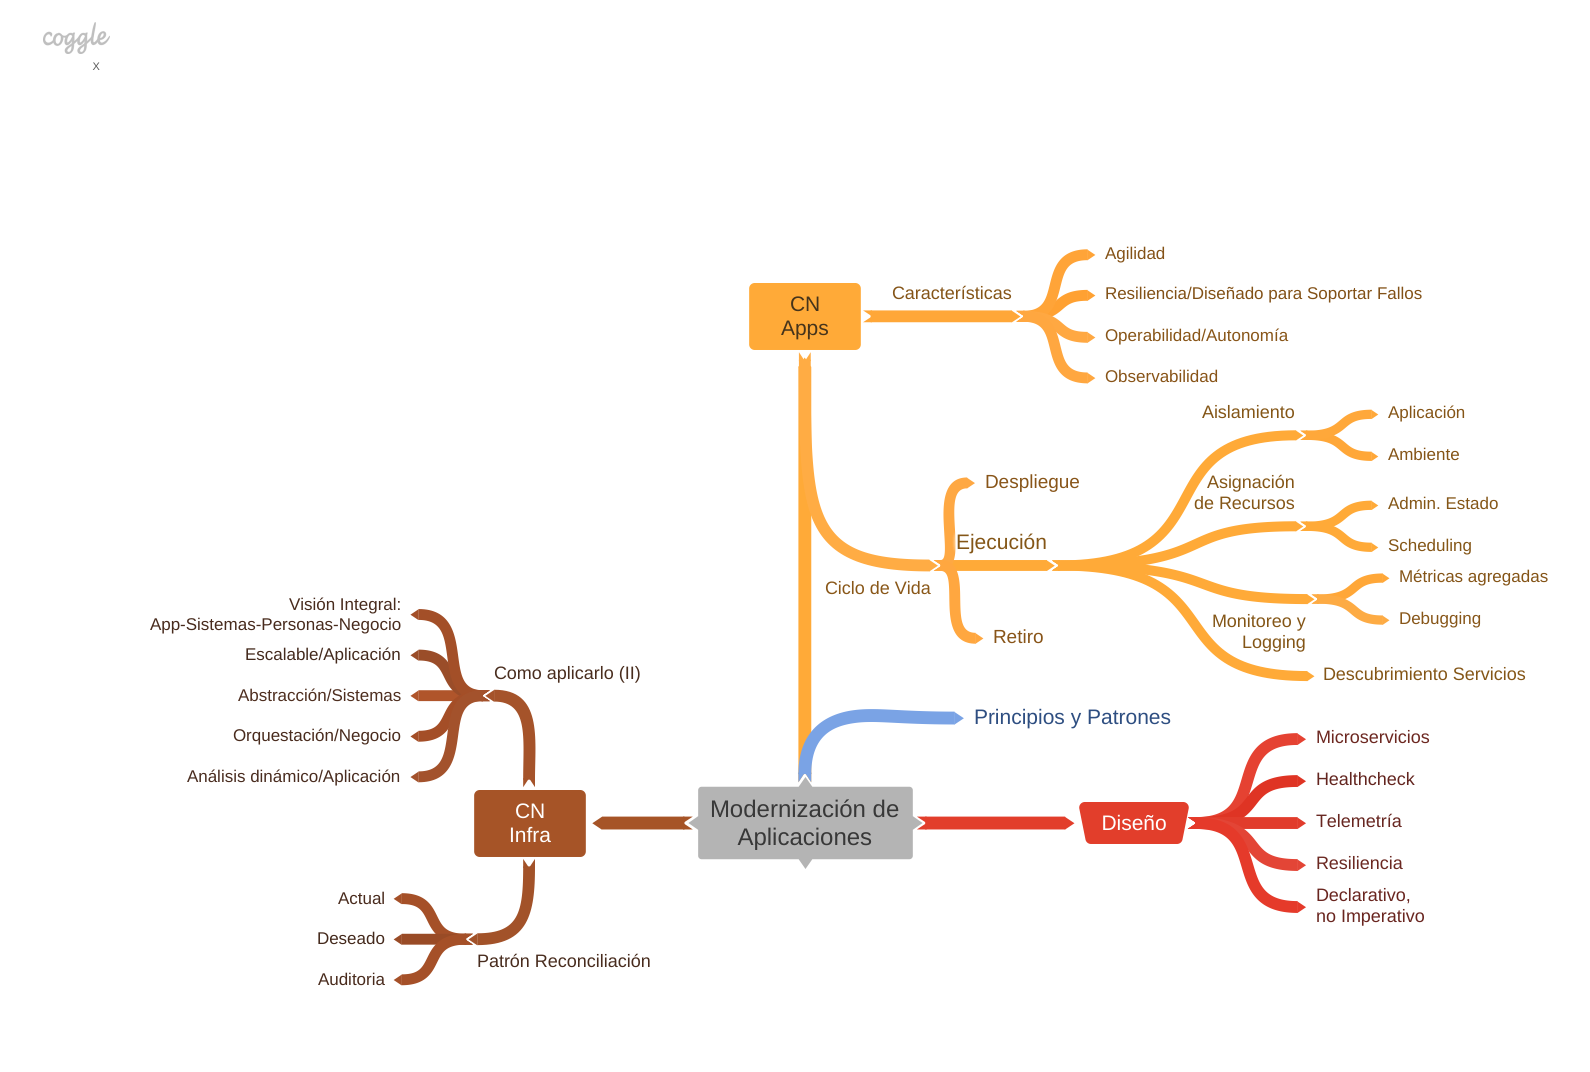 coggle
x
CN
Apps
Características
Agilidad
Resiliencia/Diseñado para Soportar Fallos
Operabilidad/Autonomía
Observabilidad
Ciclo de Vida
Despliegue
Ejecución
Retiro
Aislamiento
Aplicación
Ambiente
Asignación
de Recursos
Admin. Estado
Scheduling
Monitoreo y
Logging
Métricas agregadas
Debugging
Descubrimiento Servicios
Principios y Patrones
Modernización de
Aplicaciones
Diseño
Microservicios
Healthcheck
Telemetría
Resiliencia
Declarativo,
no Imperativo
CN
Infra
Como aplicarlo (II)
Visión Integral:
App-Sistemas-Personas-Negocio
Escalable/Aplicación
Abstracción/Sistemas
Orquestación/Negocio
Análisis dinámico/Aplicación
Patrón Reconciliación
Actual
Deseado
Auditoria